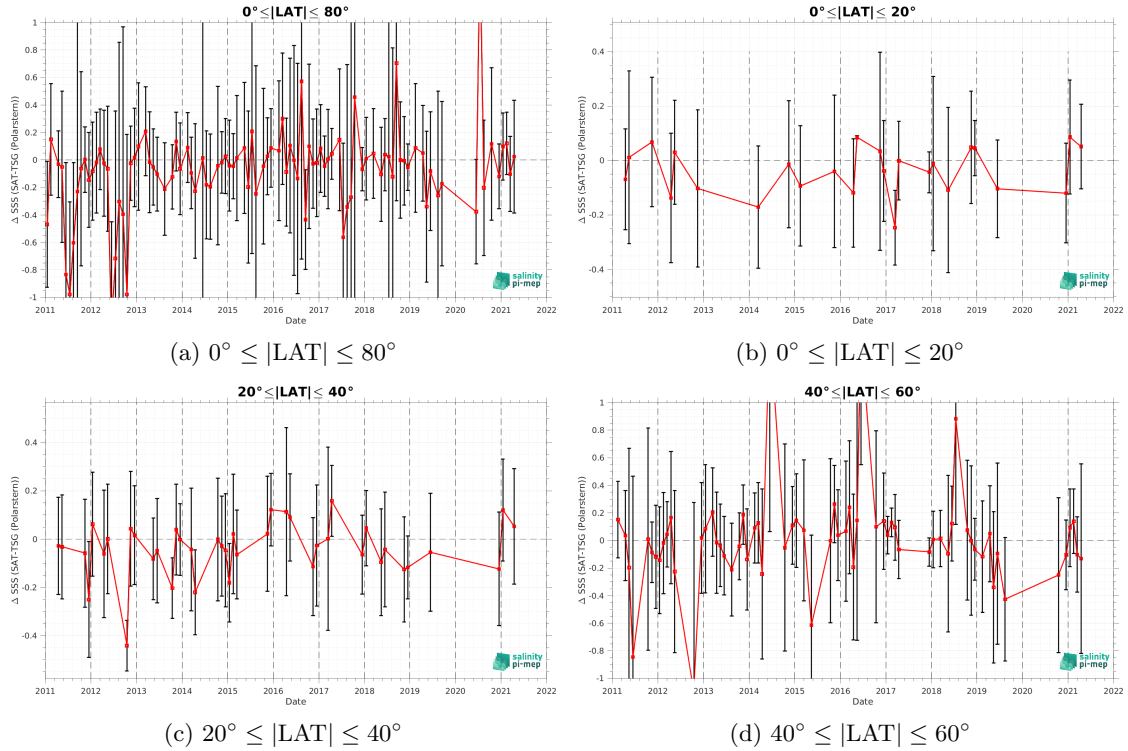 0°≤|LAT|≤ 80°
Δ SSS (SAT-TSG (Polarstern))
1
0.8
0.6
0.4
0.2
0
-0.2
-0.4
-0.6
-0.8
-1
2011 2012 2013 2014 2015 2016 2017 2018 2019 2020 2021 2022
Date
salinity
pi-mep
(a) 0° ≤ |LAT| ≤ 80°
0°≤|LAT|≤ 20°
Δ SSS (SAT-TSG (Polarstern))
0.4
0.2
0
-0.2
-0.4
2011 2012 2013 2014 2015 2016 2017 2018 2019 2020 2021 2022
Date
salinity
pi-mep
(b) 0° ≤ |LAT| ≤ 20°
20°≤|LAT|≤ 40°
Δ SSS (SAT-TSG (Polarstern))
0.4
0.2
0
-0.2
-0.4
2011 2012 2013 2014 2015 2016 2017 2018 2019 2020 2021 2022
Date
salinity
pi-mep
(c) 20° ≤ |LAT| ≤ 40°
40°≤|LAT|≤ 60°
Δ SSS (SAT-TSG (Polarstern))
1
0.8
0.6
0.4
0.2
0
-0.2
-0.4
-0.6
-0.8
-1
2011 2012 2013 2014 2015 2016 2017 2018 2019 2020 2021 2022
Date
salinity
pi-mep
(d) 40° ≤ |LAT| ≤ 60°